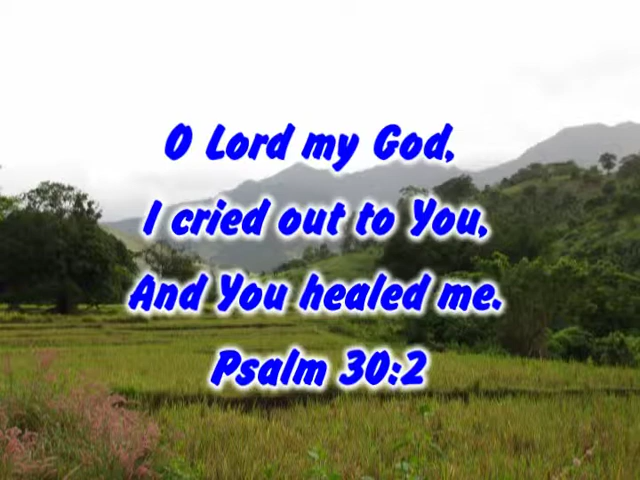 O Lord my God,
I cried out to You,
And You healed me.
Psalm 30:2